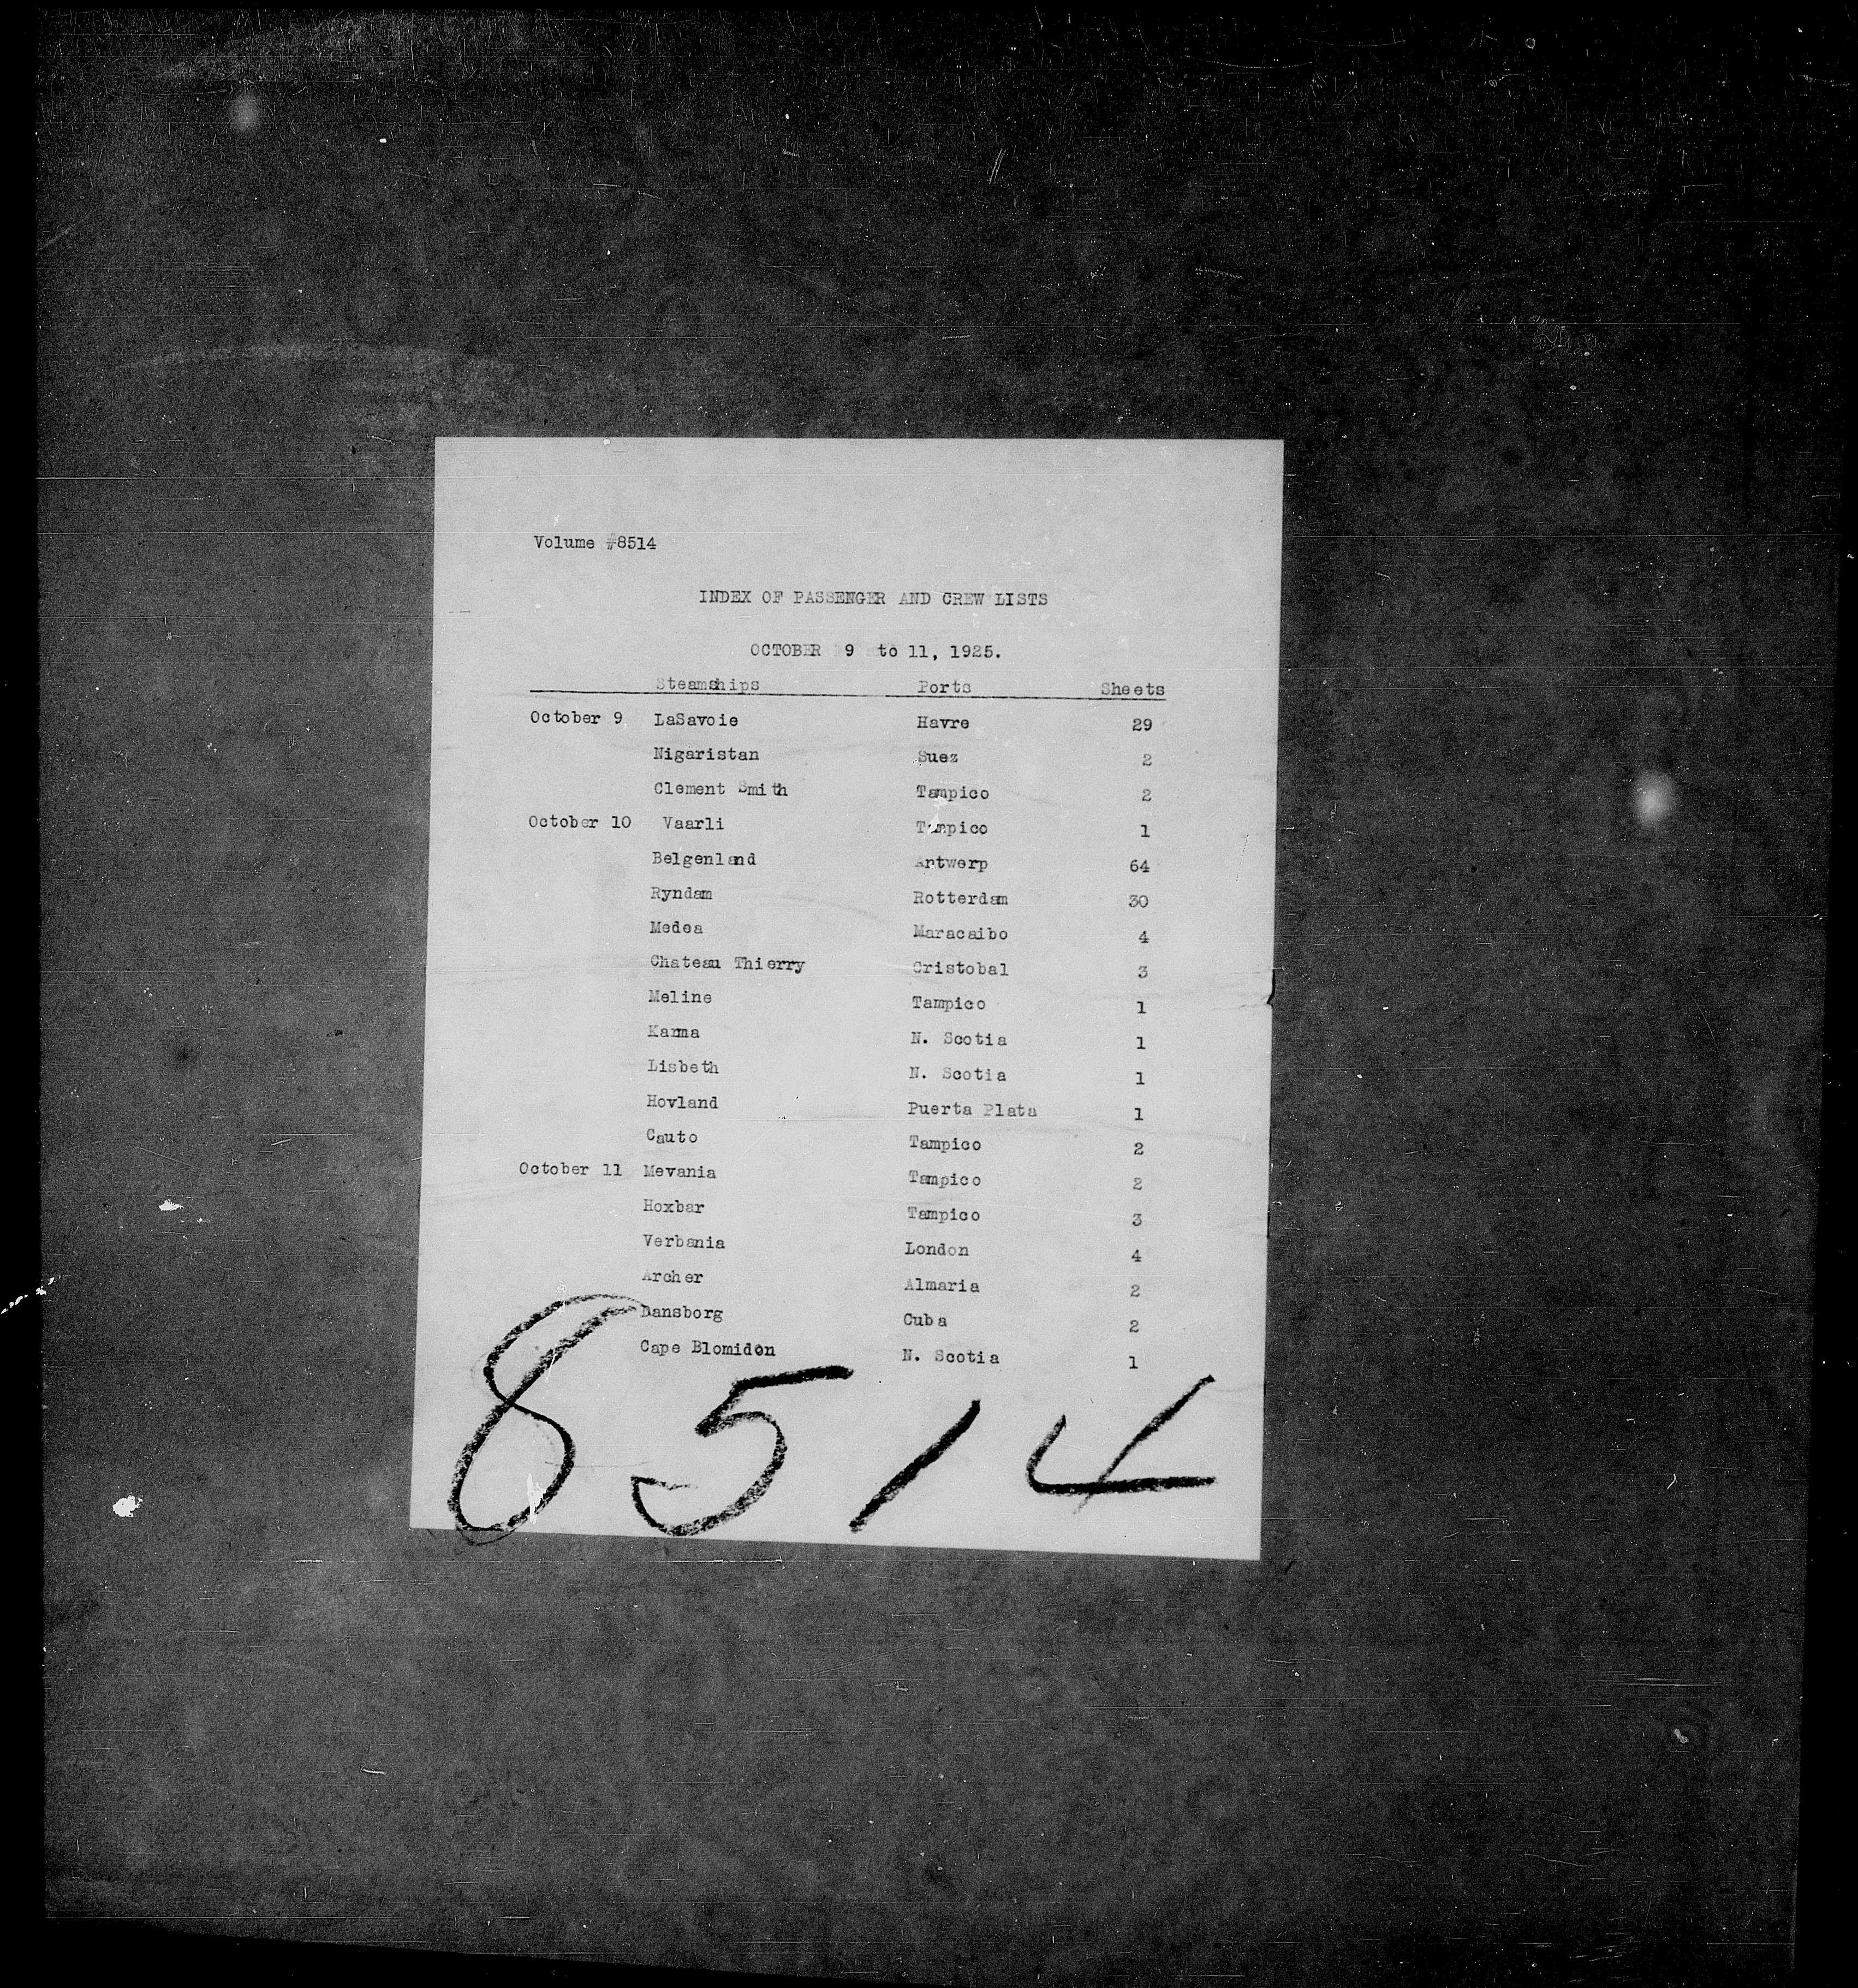 Volume #8514
INDEX OF PASSENGER AND CREW LISTS
OCTOBER 9 to 11, 1925.
Steamships Ports Sheets
October 9 LaSavoie Havre 29
Nigaristan Suez 2
Clement Smith Tampico 2
October 10 Vaarli Tampico 1
Belgenland Antwerp 64
Ryndam Rotterdam 30
Medea Maracaibo 4
Chateau Thierry Cristobal 3
Meline Tampico 1
Karma N. Scotia 1
Lisbeth N. Scotia 1
Hovland Puerta Plata 1
Cauto Tampico 2
October 11 Mevania Tampico 2
Hoxbar Tampico 3
Verbania London 4
Archer Almaria 2
Dansborg Cuba 2
Cape Blomidon N. Scotia 1
8514